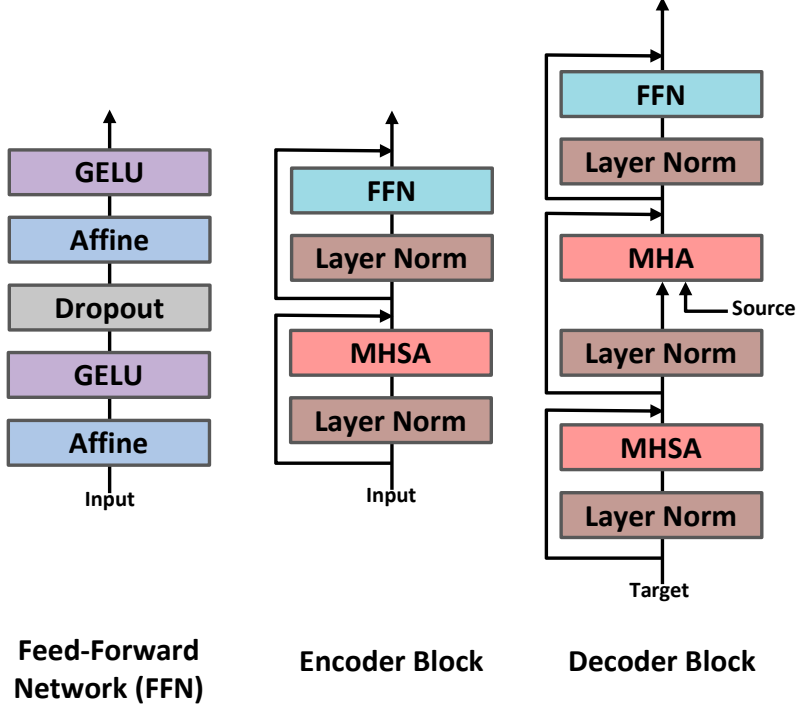 GELU
Affine
Dropout
GELU
Affine
Input
Feed-Forward
Network (FFN)
FFN
Layer Norm
MHSA
Layer Norm
Input
Encoder Block
FFN
Layer Norm
MHA
Source
Layer Norm
MHSA
Layer Norm
Target
Decoder Block